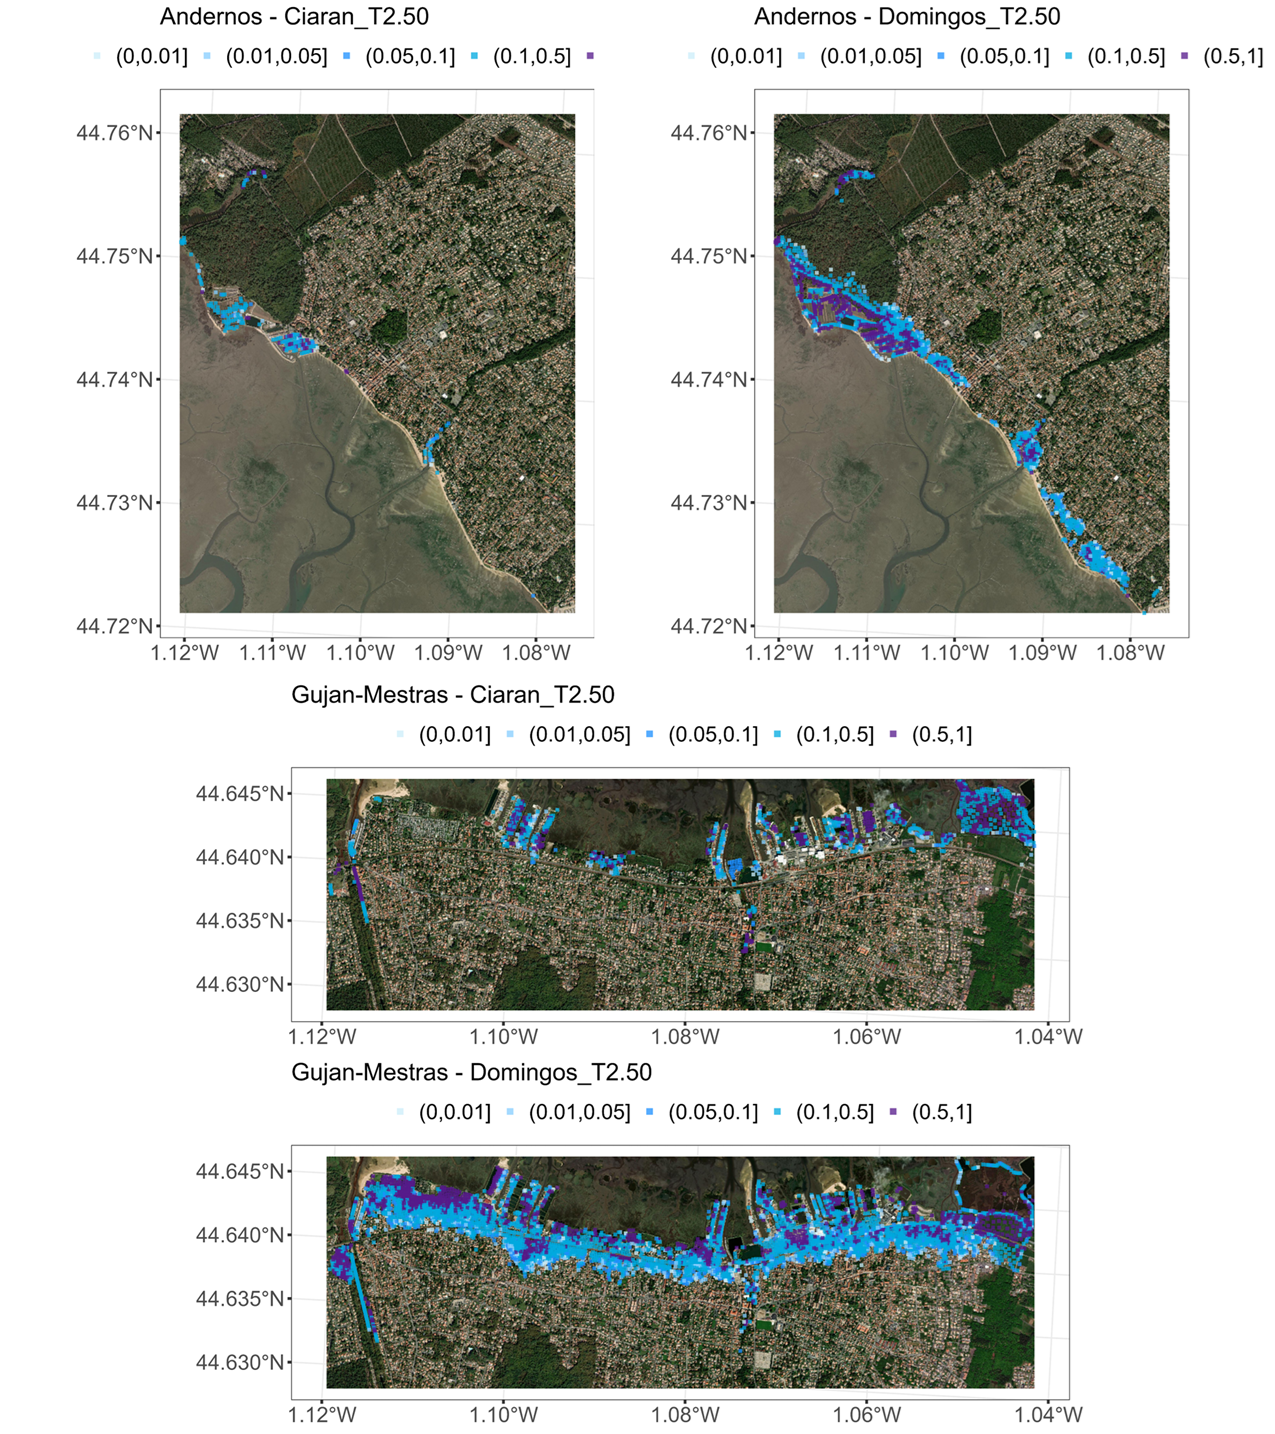 Andernos - Ciaran_T2.50
(0,0.01] (0.01,0.05] (0.05,0.1] (0.1,0.5]
44.76°N
44.75°N
44.74°N
44.73°N
44.72°N
1.12°W 1.11°W 1.10°W 1.09°W 1.08°W
Andernos - Domingos_T2.50
(0,0.01] (0.01,0.05] (0.05,0.1] (0.1,0.5] (0.5,1]
44.76°N
44.75°N
44.74°N
44.73°N
44.72°N
1.12°W 1.11°W 1.10°W 1.09°W 1.08°W
Gujan-Mestras - Ciaran_T2.50
(0,0.01] (0.01,0.05] (0.05,0.1] (0.1,0.5] (0.5,1]
44.645°N
44.640°N
44.635°N
44.630°N
1.12°W 1.10°W 1.08°W 1.06°W 1.04°W
Gujan-Mestras - Domingos_T2.50
(0,0.01] (0.01,0.05] (0.05,0.1] (0.1,0.5] (0.5,1]
44.645°N
44.640°N
44.635°N
44.630°N
1.12°W 1.10°W 1.08°W 1.06°W 1.04°W